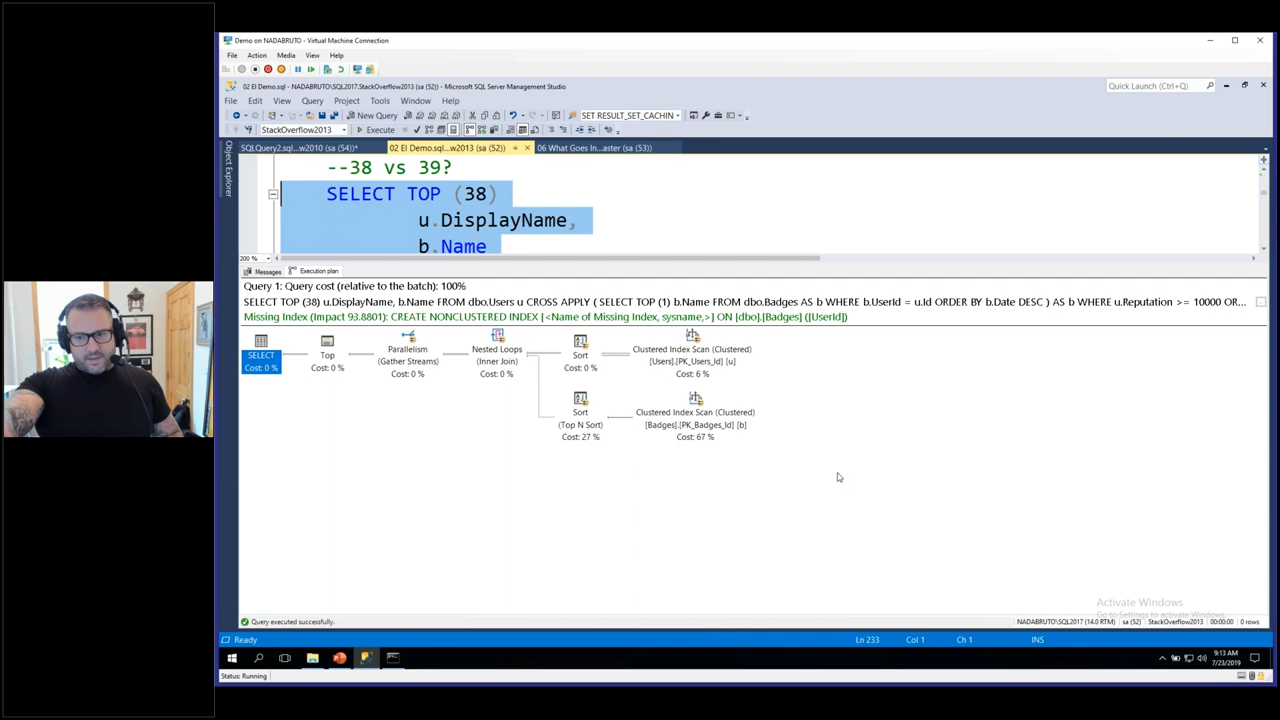 Demo on NADABRUTO - Virtual Machine Connection
File Action Media View Help
02 EI Demo.sql - NADABRUTO\SQL2017.StackOverflow2013 (sa (52)) - Microsoft SQL Server Management Studio
Quick Launch (Ctrl+Q)
File Edit View Query Project Tools Window Help
New Query
SET RESULT_SET_CACHIN
StackOverflow2013
Execute
Object Explorer
SQLQuery2.sql...w2010 (sa (54))*
02 EI Demo.sql...w2013 (sa (52))
06 What Goes In...aster (sa (53))
--38 vs 39?
SELECT TOP (38)
u.DisplayName,
b.Name
200 %
Messages
Execution plan
Query 1: Query cost (relative to the batch): 100%
SELECT TOP (38) u.DisplayName, b.Name FROM dbo.Users u CROSS APPLY ( SELECT TOP (1) b.Name FROM dbo.Badges AS b WHERE b.UserId = u.Id ORDER BY b.Date DESC ) AS b WHERE u.Reputation >= 10000 OR...
Missing Index (Impact 93.8801): CREATE NONCLUSTERED INDEX [<Name of Missing Index, sysname,>] ON [dbo].[Badges] ([UserId])
SELECT
Cost: 0 %
Top
Cost: 0 %
Parallelism
(Gather Streams)
Cost: 0 %
Nested Loops
(Inner Join)
Cost: 0 %
Sort
Cost: 0 %
Clustered Index Scan (Clustered)
[Users].[PK_Users_Id] [u]
Cost: 6 %
Sort
(Top N Sort)
Cost: 27 %
Clustered Index Scan (Clustered)
[Badges].[PK_Badges_Id] [b]
Cost: 67 %
Activate Windows
Go to Settings to activate Windows.
Query executed successfully.
NADABRUTO\SQL2017 (14.0 RTM)
sa (52)
StackOverflow2013
00:00:00
0 rows
Ready
Ln 233
Col 1
Ch 1
INS
9:13 AM
7/23/2019
Status: Running